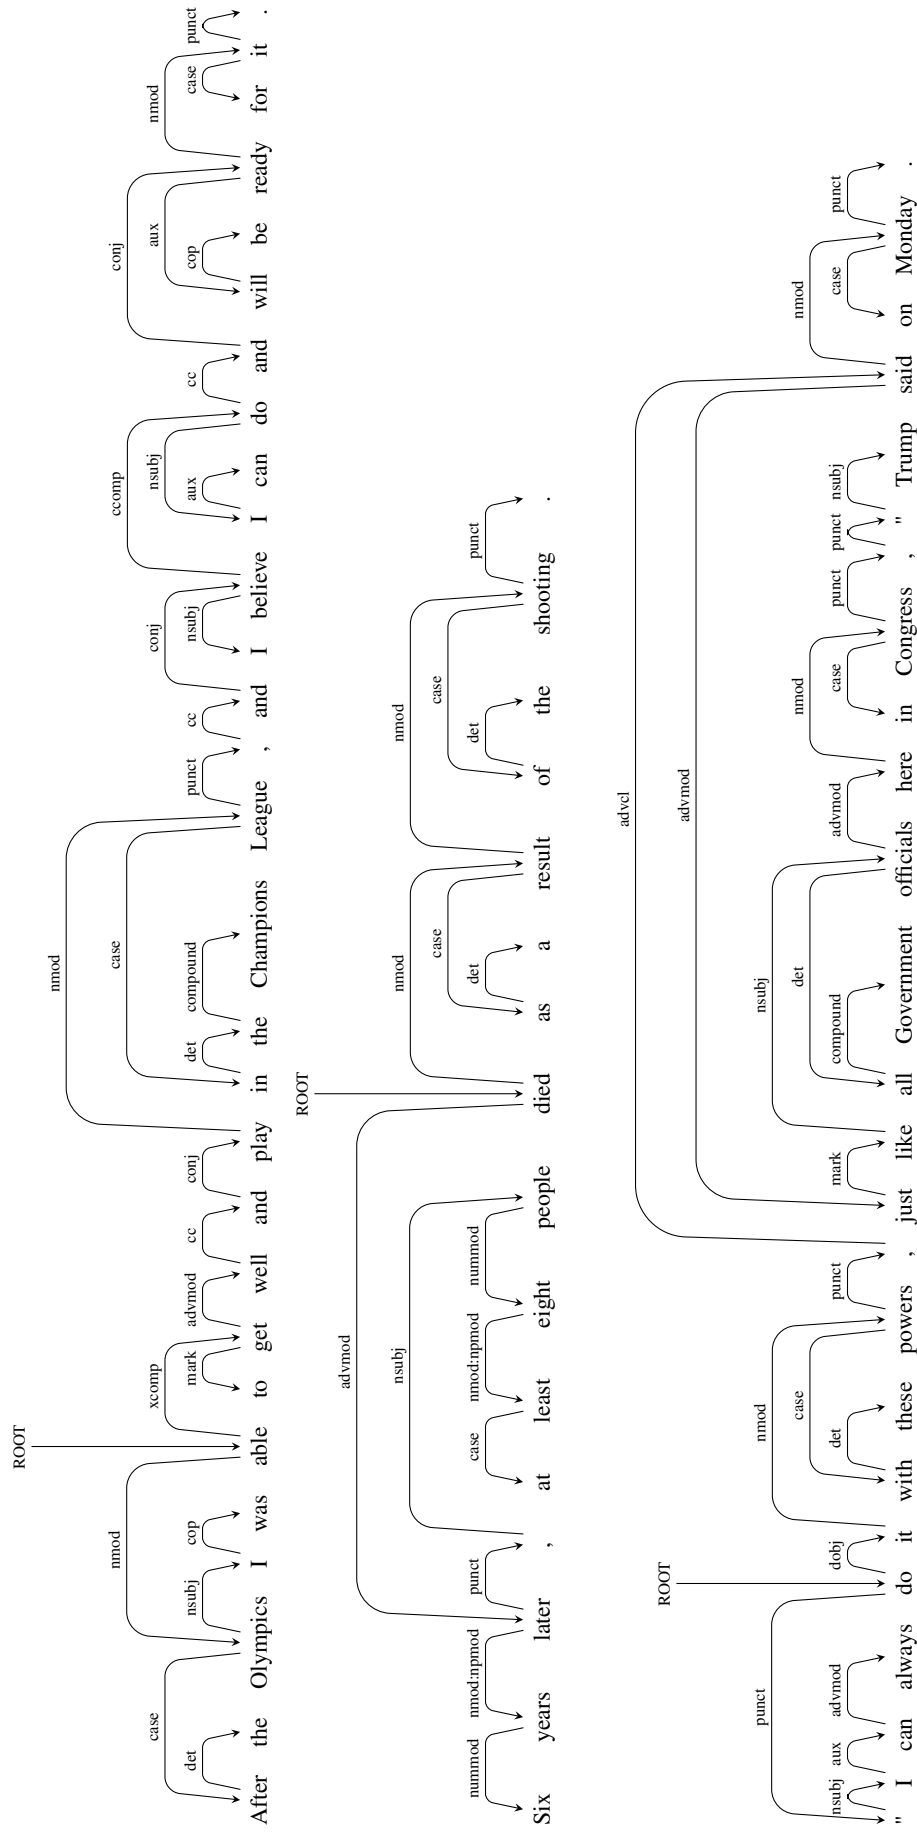 ROOT
nmod
nmod
conj
ccomp
xcomp
case
conj
aux
nmod
case
det
nsubj
cop
mark
advmod
cc
conj
det
compound
punct
cc
nsubj
conj
nsubj
aux
cc
cop
case
punct
After the Olympics I was able to get well and play in the Champions League , and I believe I can do and will be ready for it .
ROOT
advmod
nsubj
nmod
nmod
case
case
nummod
nmod:npmod
punct
case
nmod:npmod
nummod
det
det
punct
Six years later , at least eight people died as a result of the shooting .
ROOT
advcl
advmod
punct
nmod
case
nsubj
det
nmod
nmod
nsubj
aux
advmod
dobj
det
punct
mark
compound
advmod
case
punct
punct
nsubj
case
punct
" I can always do it with these powers , just like all Government officials here in Congress , " Trump said on Monday .